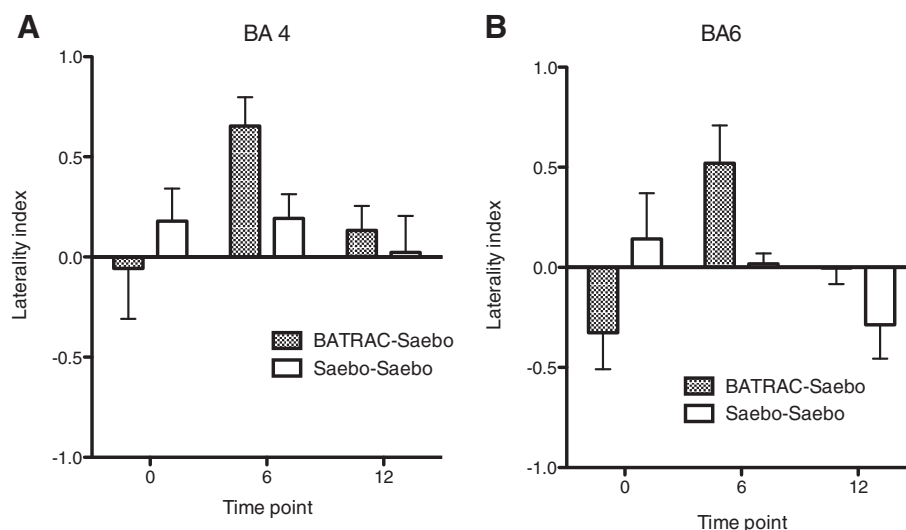 A
BA 4
Laterality index
1.0
0.5
0.0
-0.5
-1.0
BATRAC-Saebo
Saebo-Saebo
0 6 12
Time point
B
BA6
Laterality index
1.0
0.5
0.0
-0.5
-1.0
BATRAC-Saebo
Saebo-Saebo
0 6 12
Time point